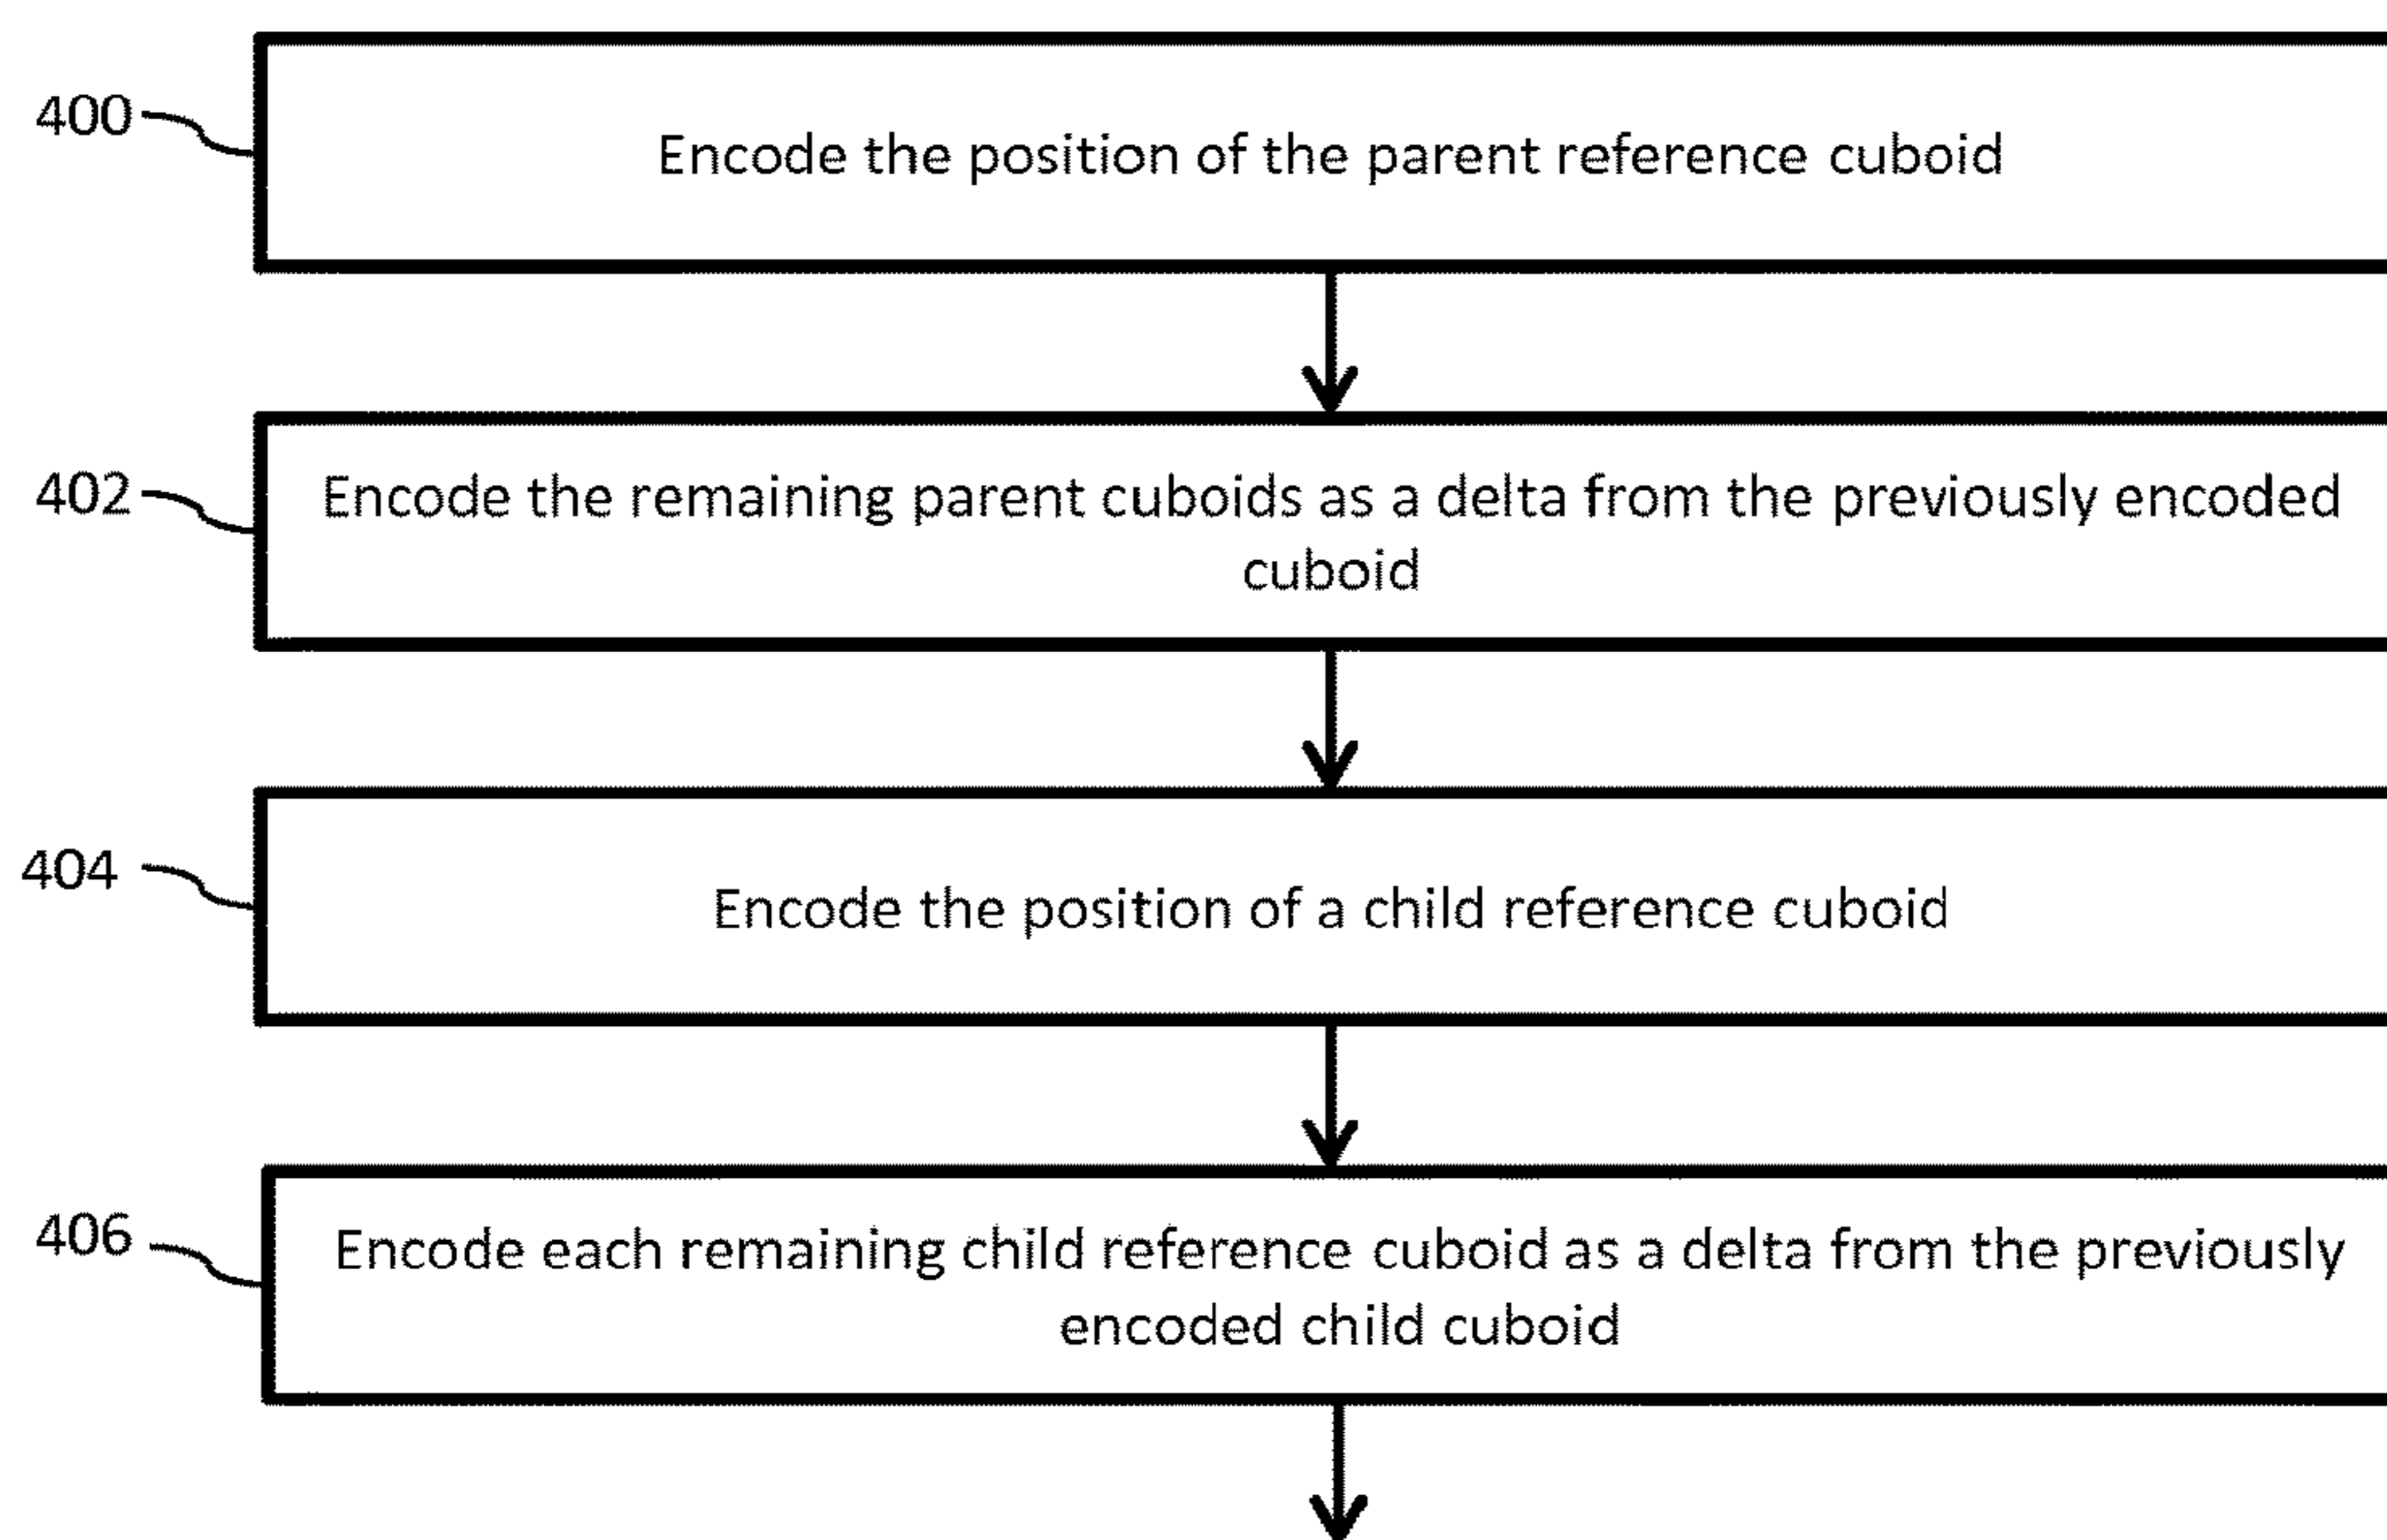 400
Encode the position of the parent reference cuboid
402
Encode the remaining parent cuboids as a delta from the previously encoded
cuboid
404
Encode the position of a child reference cuboid
406
Encode each remaining child reference cuboid as a delta from the previously
encoded child cuboid